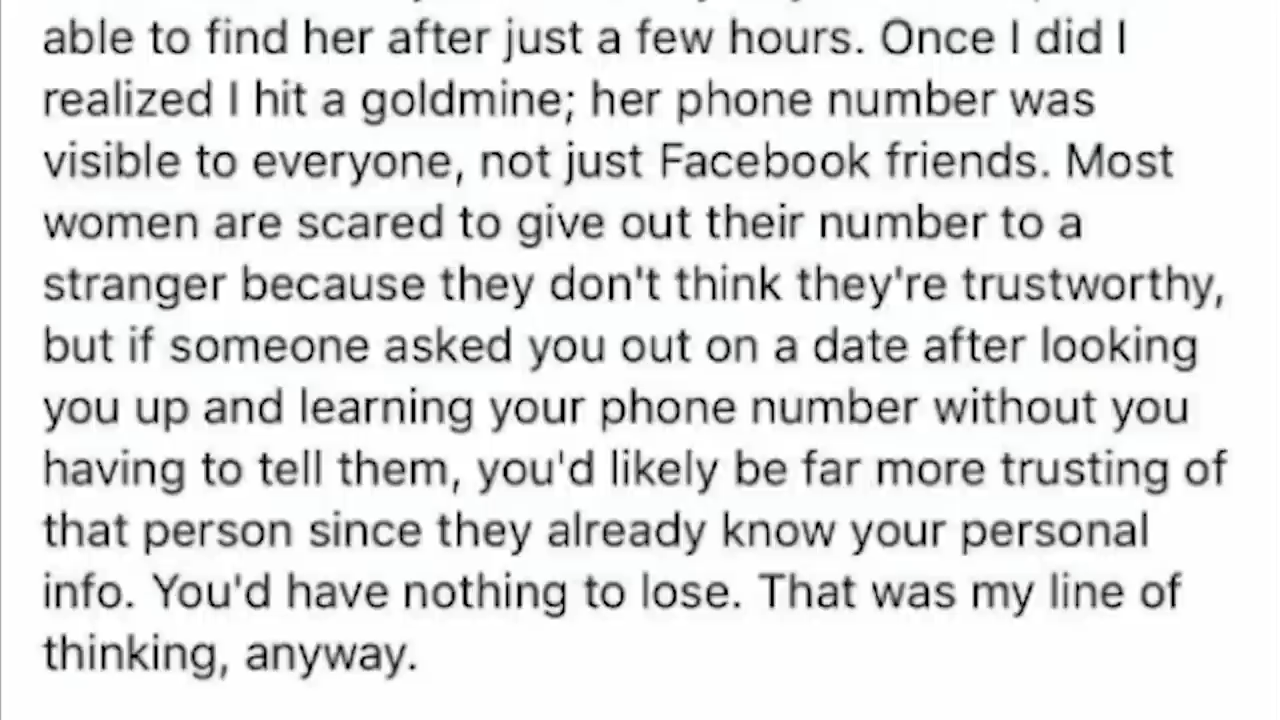 able to find her after just a few hours. Once I did I
realized I hit a goldmine; her phone number was
visible to everyone, not just Facebook friends. Most
women are scared to give out their number to a
stranger because they don't think they're trustworthy,
but if someone asked you out on a date after looking
you up and learning your phone number without you
having to tell them, you'd likely be far more trusting of
that person since they already know your personal
info. You'd have nothing to lose. That was my line of
thinking, anyway.